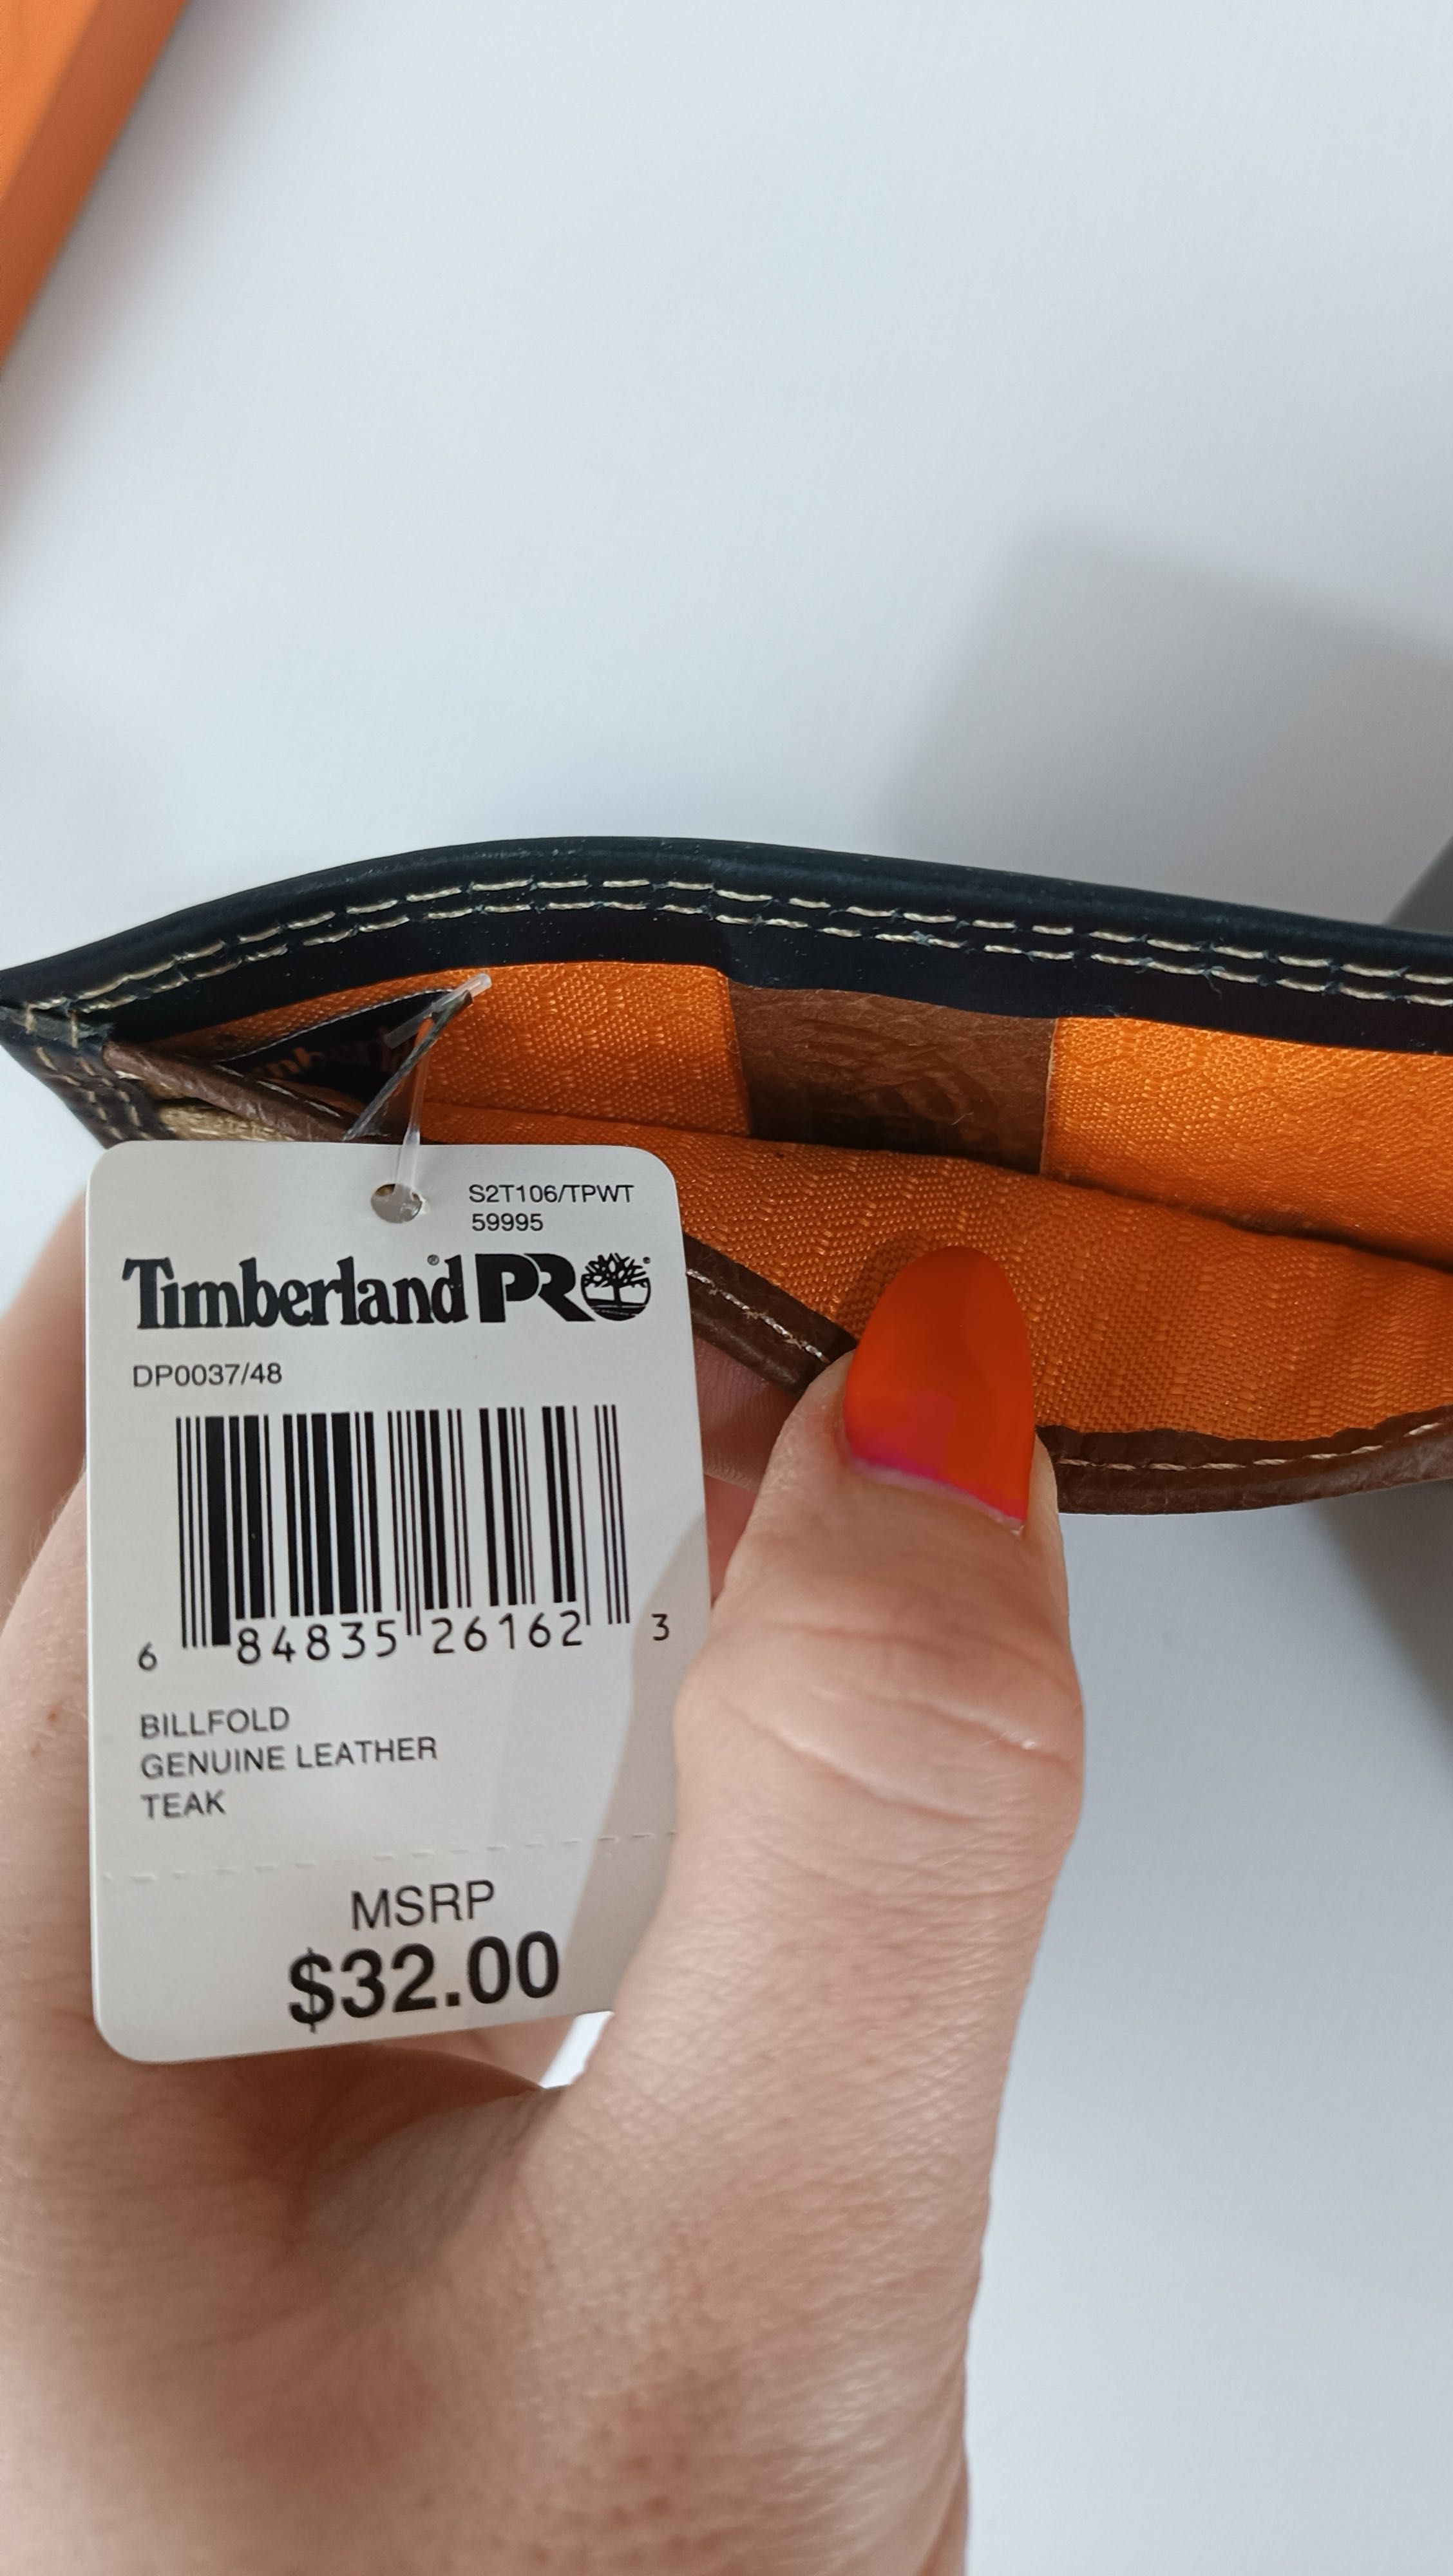 S2T106/TPWT
59995
Timberland® PRO®
DP0037/48
6 84835 26162 3
BILLFOLD
GENUINE LEATHER
TEAK
MSRP
$32.00